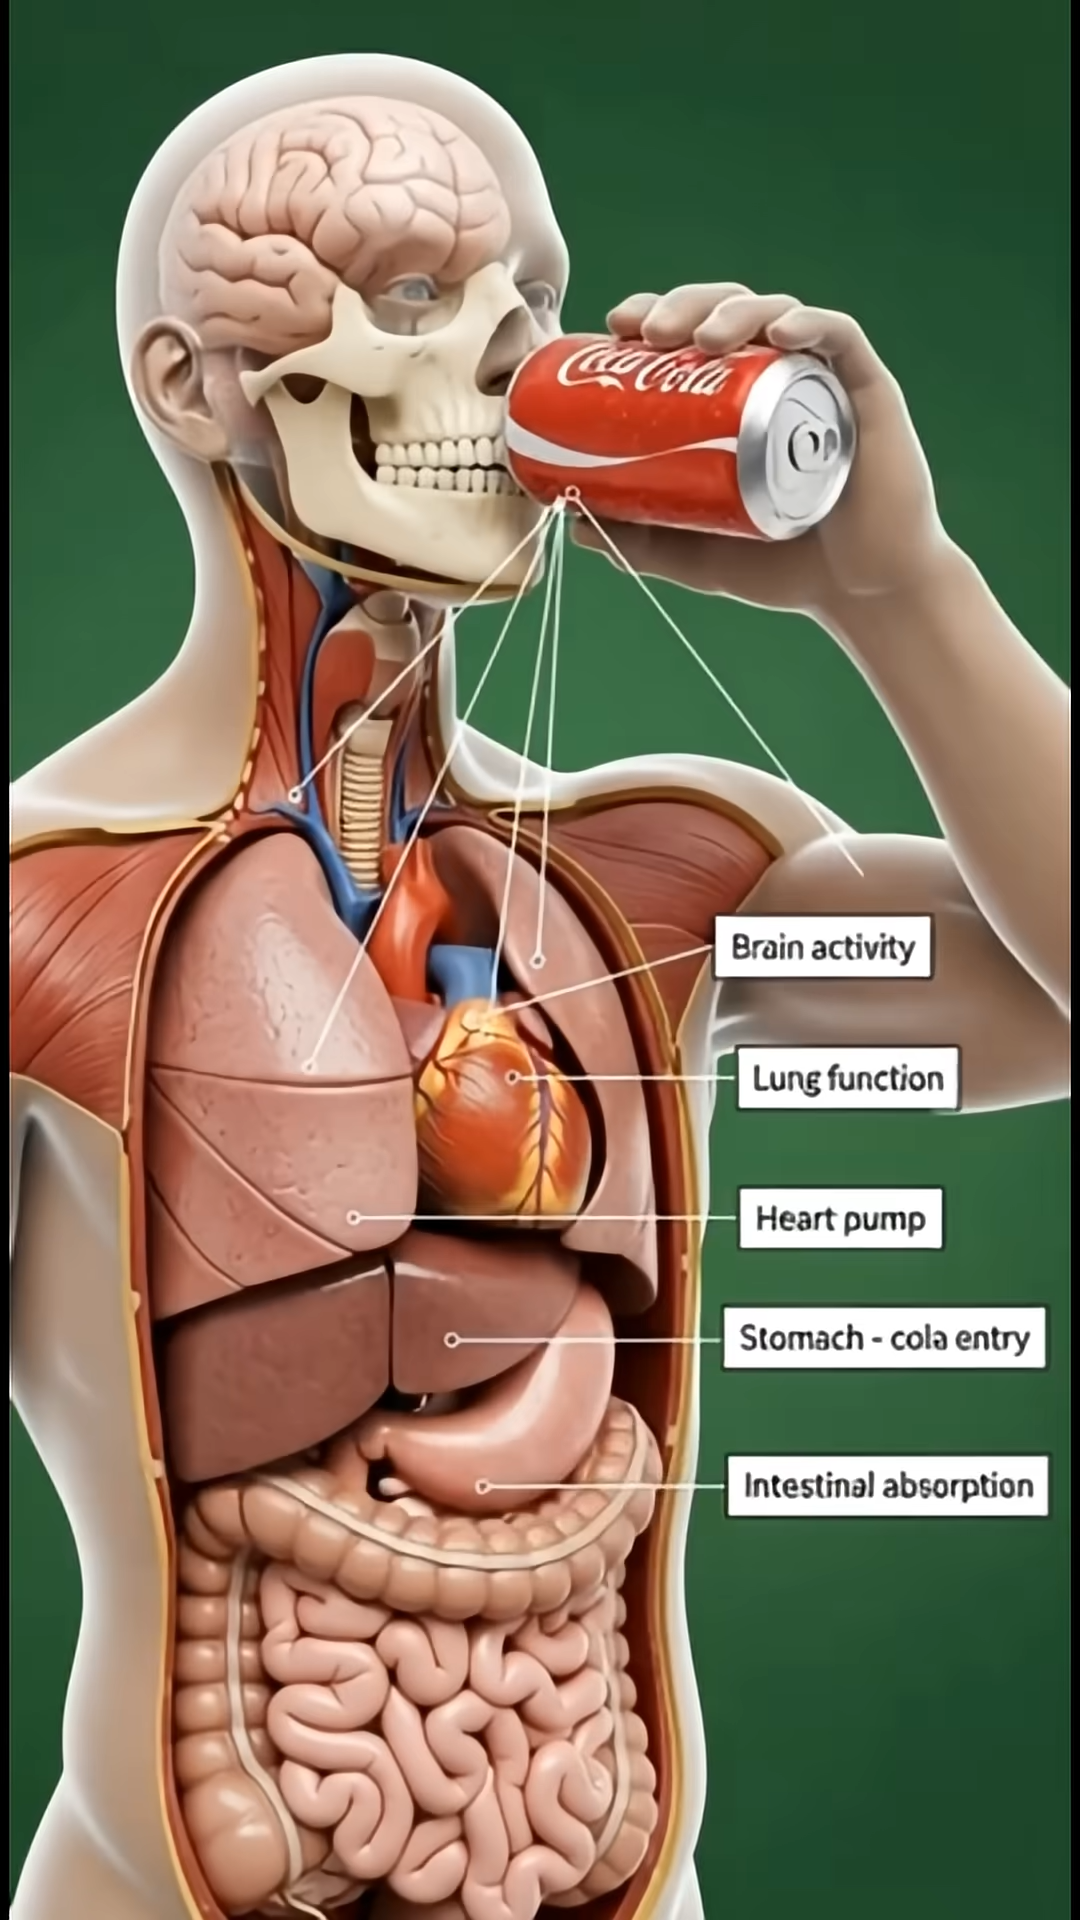 Coca-Cola
Brain activity
Lung function
Heart pump
Stomach - cola entry
Intestinal absorption